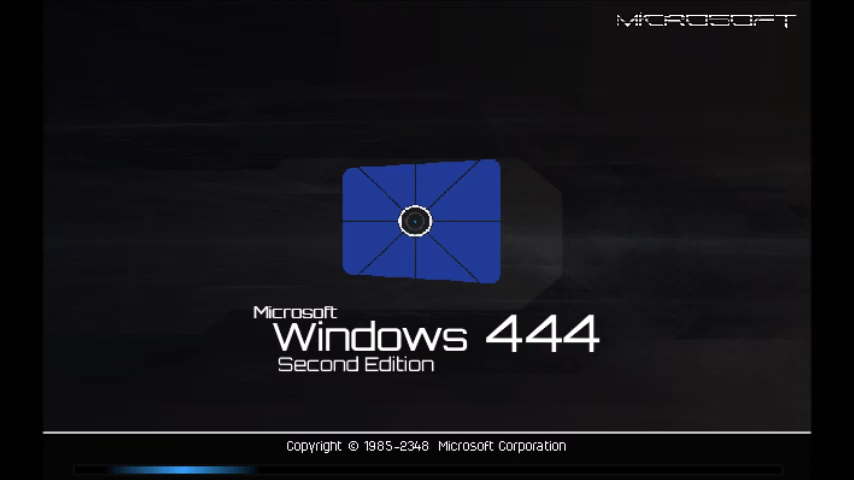 MICROSOFT
Microsoft
Windows 444
Second Edition
Copyright © 1985-2348 Microsoft Corporation